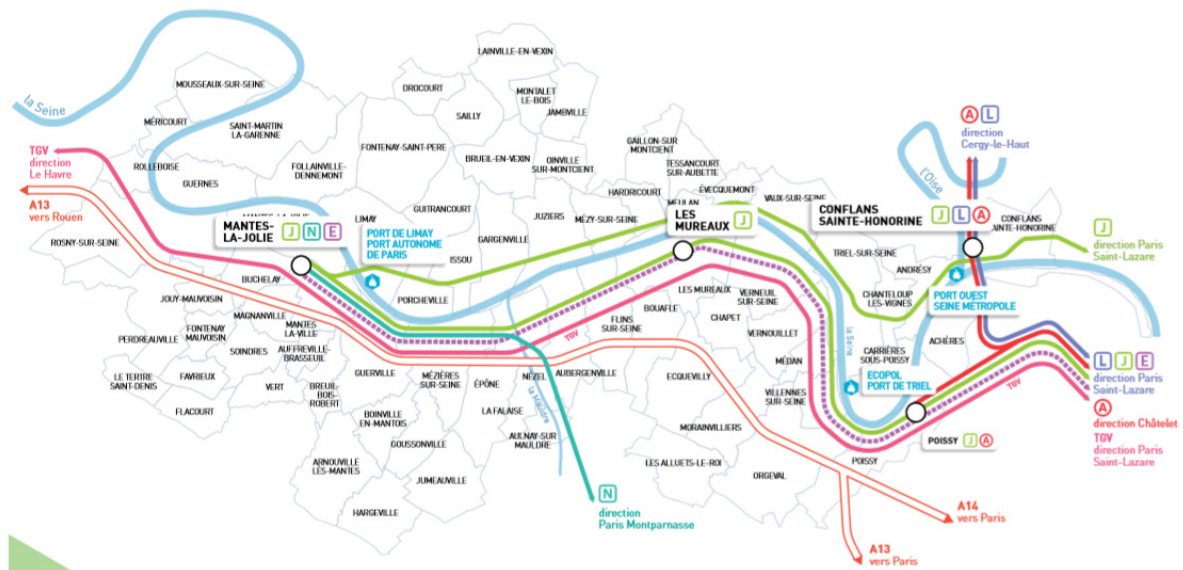 LAINVILLE-EN-VEXIN
MOUSSEAUX-SUR-SEINE
DROCOURT
MONTALET
LE-BOIS
la Seine
MÉRICOURT
SAINT-MARTIN
LA-GARENNE
SAILLY
JAMBVILLE
A L
direction
Cergy-le-Haut
TGV
direction
Le Havre
ROLLEBOISE
GUERNES
FOLLAINVILLE-
DENNEMONT
FONTENAY-SAINT-PERE
BRUEIL-EN-VEXIN
OINVILLE
SUR-MONTCIENT
GAILLON-SUR
MONTCIENT
TESSANCOURT
SUR-AUBETTE
l'Oise
HARDRICOURT
ÉVECQUEMONT
MEULAN
VAUX-SUR-SEINE
A13
vers Rouen
GUITRANCOURT
LIMAY
JUZIERS
MÉZY-SUR-SEINE
MANTES-
LA-JOLIE
J N E
PORT DE LIMAY
PORT AUTONOME
DE PARIS
LES
MUREAUX
J
CONFLANS
SAINTE-HONORINE
J L A
CONFLANS
SAINTE-HONORINE
J
direction Paris
Saint-Lazare
ROSNY-SUR-SEINE
GARGENVILLE
ISSOU
TRIEL-SUR-SEINE
ANDRÉSY
BUCHELAY
PORCHEVILLE
LES MUREAUX
VERNEUIL
SUR-SEINE
CHANTELOUP
LES-VIGNES
PORT OUEST
SEINE MÉTROPOLE
JOUY-MAUVOISIN
MAGNANVILLE
BOUAFLE
CHAPET
FLINS
SUR-SEINE
VERNOUILLET
la Seine
ACHÈRES
PERDREAUVILLE
FONTENAY
MAUVOISIN
MANTES
LA-VILLE
TGV
SOINDRES
AUFFREVILLE-
BRASSEUIL
MÉDAN
CARRIÈRES
SOUS-POISSY
L J E
direction Paris
Saint-Lazare
LE TERTRE
SAINT-DENIS
FAVRIEUX
VERT
GUERVILLE
MÉZIÈRES
SUR-SEINE
ÉPÔNE
NÉZEL
AUBERGENVILLE
ECQUEVILLY
ECOPOL
PORT DE TRIEL
TGV
BREUIL-
BOIS-
ROBERT
la Mauldre
VILLENNES
SUR-SEINE
FLACOURT
BOINVILLE
EN-MANTOIS
LA FALAISE
A
direction Châtelet
TGV
direction Paris
Saint-Lazare
MORAINVILLIERS
POISSY J A
GOUSSONVILLE
AULNAY-SUR
MAULDRE
ARNOUVILLE
LÈS-MANTES
LES ALLUETS-LE-ROI
ORGEVAL
POISSY
JUMEAUVILLE
N
direction
Paris Montparnasse
HARGEVILLE
A14
vers Paris
A13
vers Paris